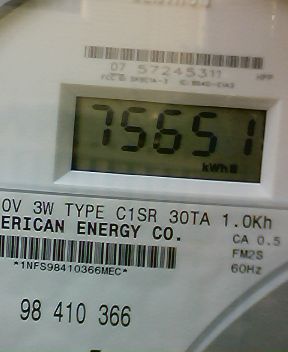 07 57245311
HPP
75651
kWh
0V 3W TYPE C1SR 30TA 1.0Kh
ERICAN ENERGY CO.
CA 0.5
FM2S
*1NFS98410366MEC*
60Hz
98 410 366